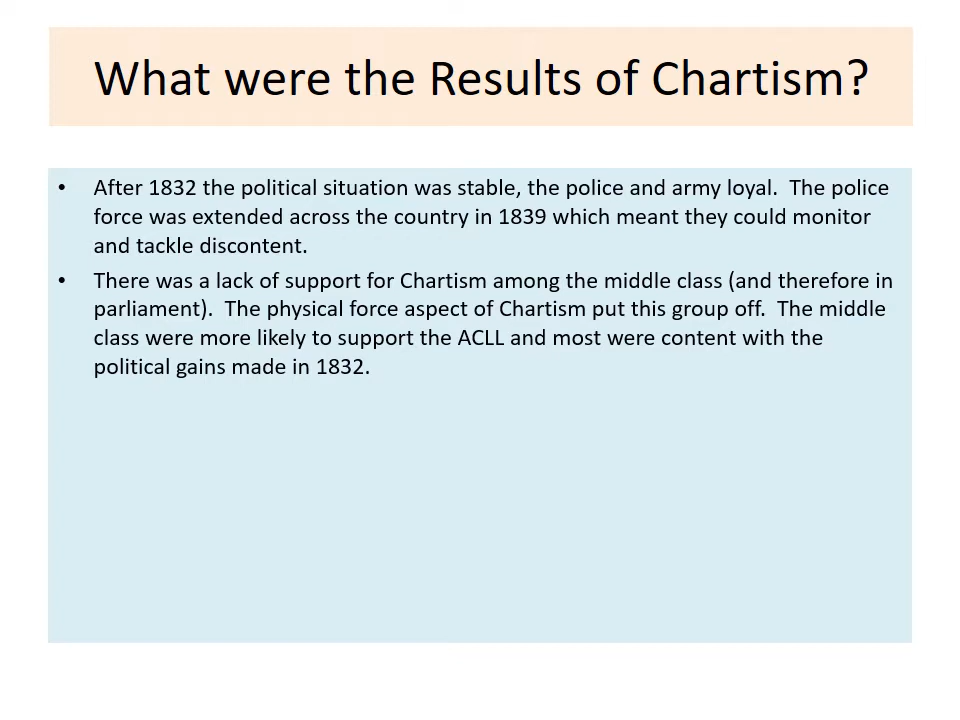 What were the Results of Chartism?
• After 1832 the political situation was stable, the police and army loyal.  The police
force was extended across the country in 1839 which meant they could monitor
and tackle discontent.
• There was a lack of support for Chartism among the middle class (and therefore in
parliament).  The physical force aspect of Chartism put this group off.  The middle
class were more likely to support the ACLL and most were content with the
political gains made in 1832.